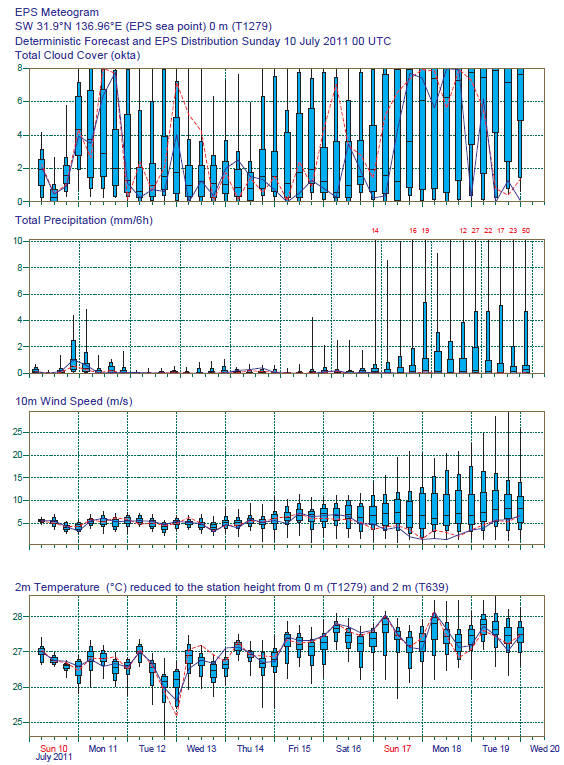 EPS Meteogram
SW 31.9°N 136.96°E (EPS sea point) 0 m (T1279)
Deterministic Forecast and EPS Distribution Sunday 10 July 2011 00 UTC
Total Cloud Cover (okta)
8
6
4
2
0
Total Precipitation (mm/6h)
14 16 19 12 27 22 17 23 50
10
8
6
4
2
0
10m Wind Speed (m/s)
25
20
15
10
5
2m Temperature (°C) reduced to the station height from 0 m (T1279) and 2 m (T639)
28
27
26
25
Sun 10 Mon 11 Tue 12 Wed 13 Thu 14 Fri 15 Sat 16 Sun 17 Mon 18 Tue 19 Wed 20
July 2011